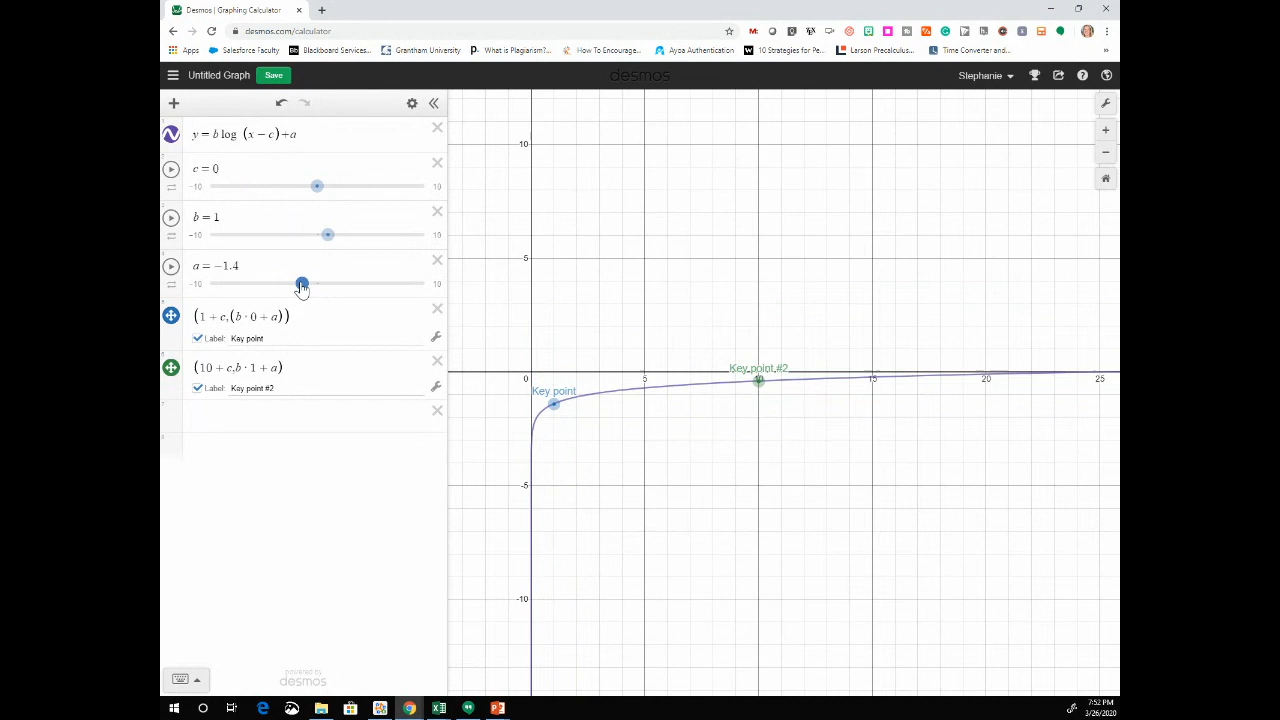 Desmos | Graphing Calculator
desmos.com/calculator
Apps Salesforce Faculty Blackboard Services... Grantham University What is Plagiarism?... How To Encourage... Ayoa Authentication 10 Strategies for Pe... Larson Precalculus... Time Converter and
Untitled Graph Save desmos Stephanie
y = b log (x − c)+a
c = 0
-10 10
b = 1
-10 10
a = −1.4
-10 10
(1 + c,(b · 0 + a))
Label: Key point
(10 + c,b · 1 + a)
Label: Key point #2
10
5
Key point #2
0 5 10 15 20 25
Key point
-5
-10
powered by
desmos
7:52 PM
3/26/2020